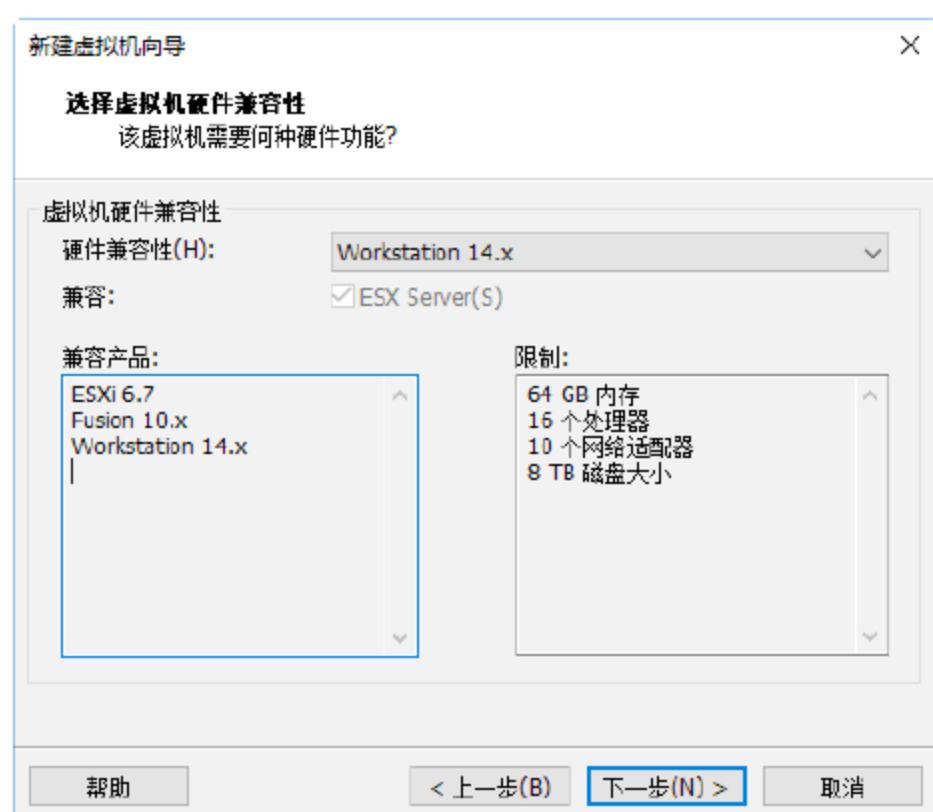 新建虚拟机向导
选择虚拟机硬件兼容性
该虚拟机需要何种硬件功能?
虚拟机硬件兼容性
硬件兼容性(H): Workstation 14.x
兼容: ESX Server(S)
兼容产品:
ESXi 6.7
Fusion 10.x
Workstation 14.x
限制:
64 GB 内存
16 个处理器
10 个网络适配器
8 TB 磁盘大小
帮助 < 上一步(B) 下一步(N) > 取消